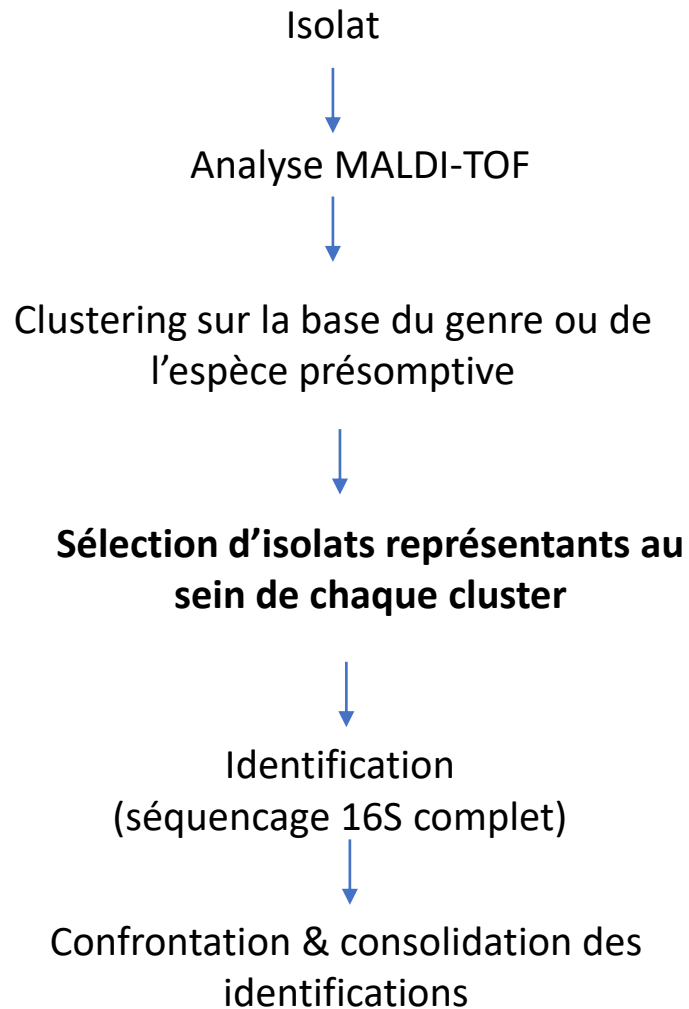 Isolat
Analyse MALDI-TOF
Clustering sur la base du genre ou de
l’espèce présomptive
Sélection d’isolats représentants au
sein de chaque cluster
Identification
(séquencage 16S complet)
Confrontation & consolidation des
identifications